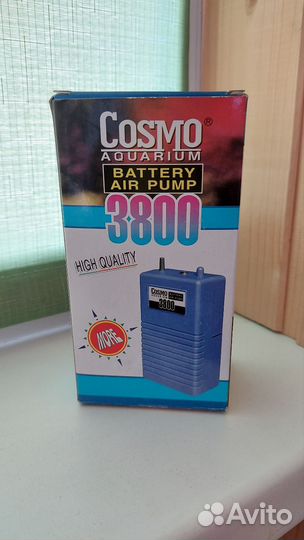 COSMO®
AQUARIUM
BATTERY
AIR PUMP
3800
HIGH QUALITY
COSMO
3800
MORE
Avito